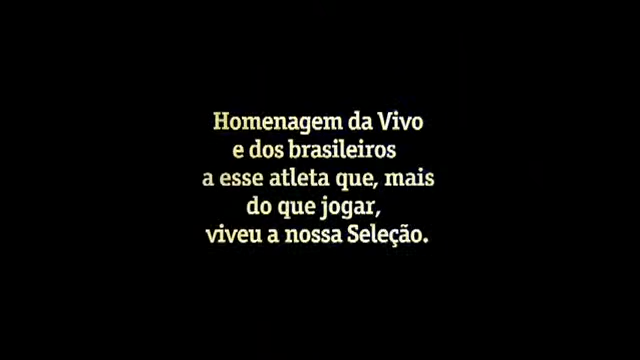 Homenagem da Vivo
e dos brasileiros
a esse atleta que, mais
do que jogar,
viveu a nossa Seleção.